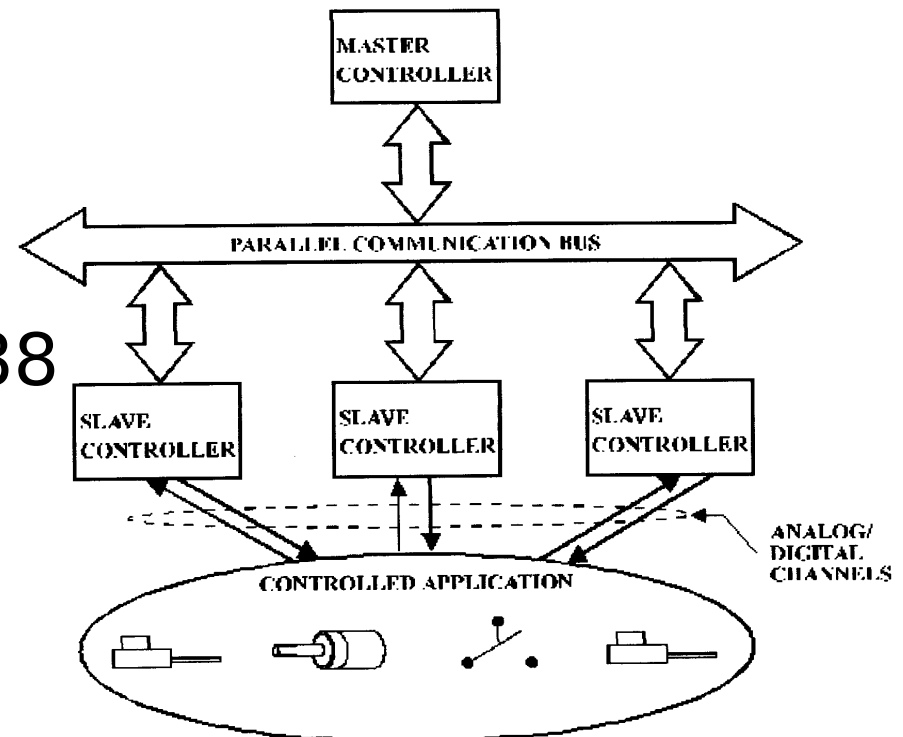 MASTER
CONTROLLER
PARALLEL COMMUNICATION BUS
38
SLAVE
CONTROLLER
SLAVE
CONTROLLER
SLAVE
CONTROLLER
ANALOG/
DIGITAL
CHANNELS
CONTROLLED APPLICATION